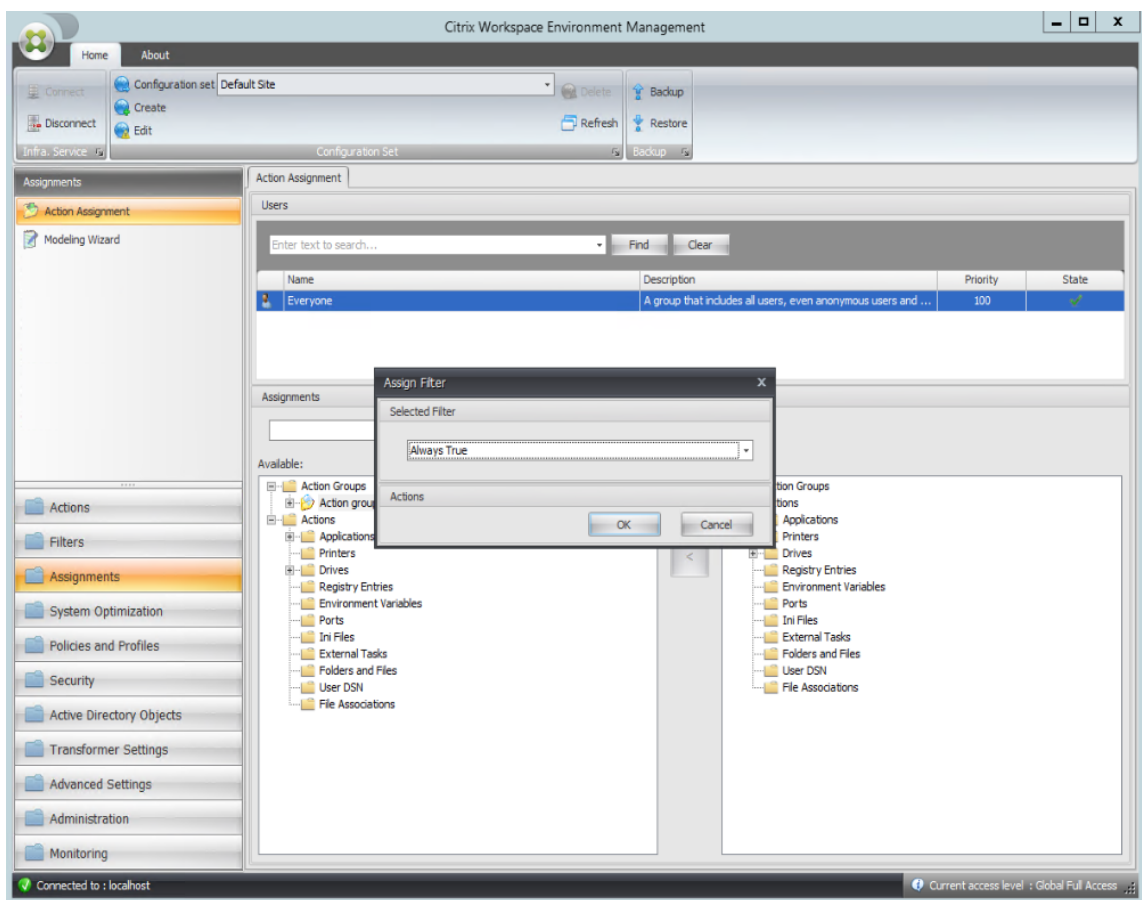 Citrix Workspace Environment Management
Home About
Connect
Disconnect
Infra. Service
Configuration set Default Site
Create
Edit
Delete
Refresh
Configuration Set
Backup
Restore
Backup
Assignments
Action Assignment
Modeling Wizard
Actions
Filters
Assignments
System Optimization
Policies and Profiles
Security
Active Directory Objects
Transformer Settings
Advanced Settings
Administration
Monitoring
Action Assignment
Users
Enter text to search... Find Clear
Name Description Priority State
Everyone A group that includes all users, even anonymous users and ... 100
Assignments
Available:
Action Groups
Action grou
Actions
Applications
Printers
Drives
Registry Entries
Environment Variables
Ports
Ini Files
External Tasks
Folders and Files
User DSN
File Associations
Assign Filter X
Selected Filter
Always True
Actions
OK Cancel
<
tion Groups
tions
Applications
Printers
Drives
Registry Entries
Environment Variables
Ports
Ini Files
External Tasks
Folders and Files
User DSN
File Associations
Connected to : localhost
Current access level : Global Full Access